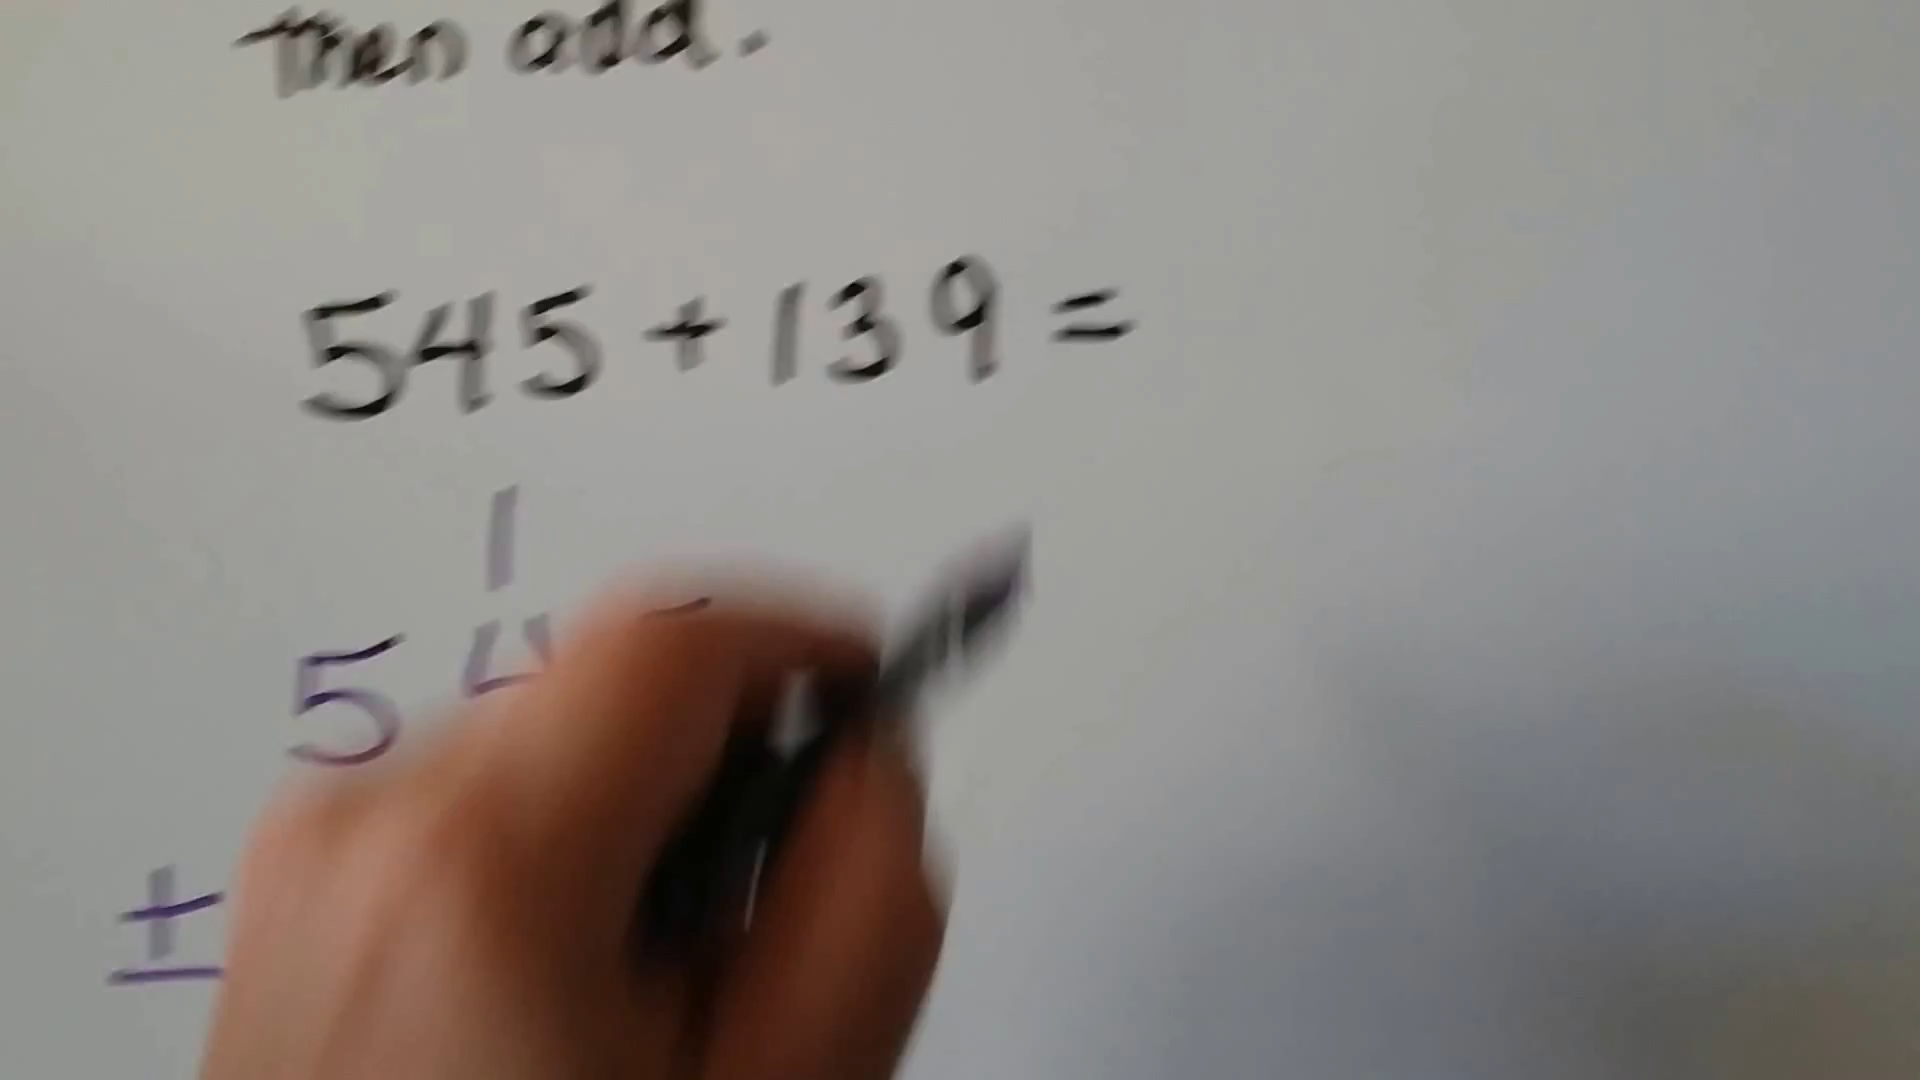 then add.
545 + 139 =
1
54
+